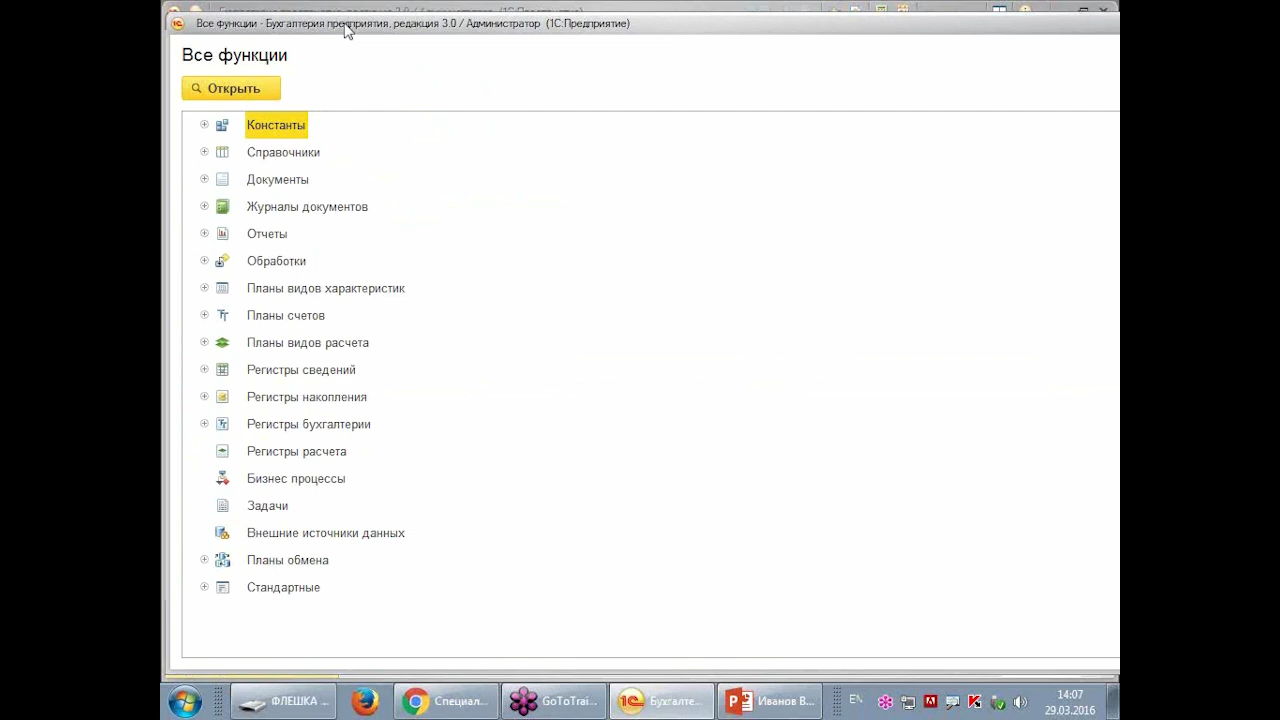 Все функции - Бухгалтерия предприятия, редакция 3.0 / Администратор (1С:Предприятие)
Все функции
Открыть
Константы
Справочники
Документы
Журналы документов
Отчеты
Обработки
Планы видов характеристик
Планы счетов
Планы видов расчета
Регистры сведений
Регистры накопления
Регистры бухгалтерии
Регистры расчета
Бизнес процессы
Задачи
Внешние источники данных
Планы обмена
Стандартные
ФЛЕШКА ...
Специал...
GoToTrai...
Бухгалте...
Иванов В...
EN
14:07
29.03.2016